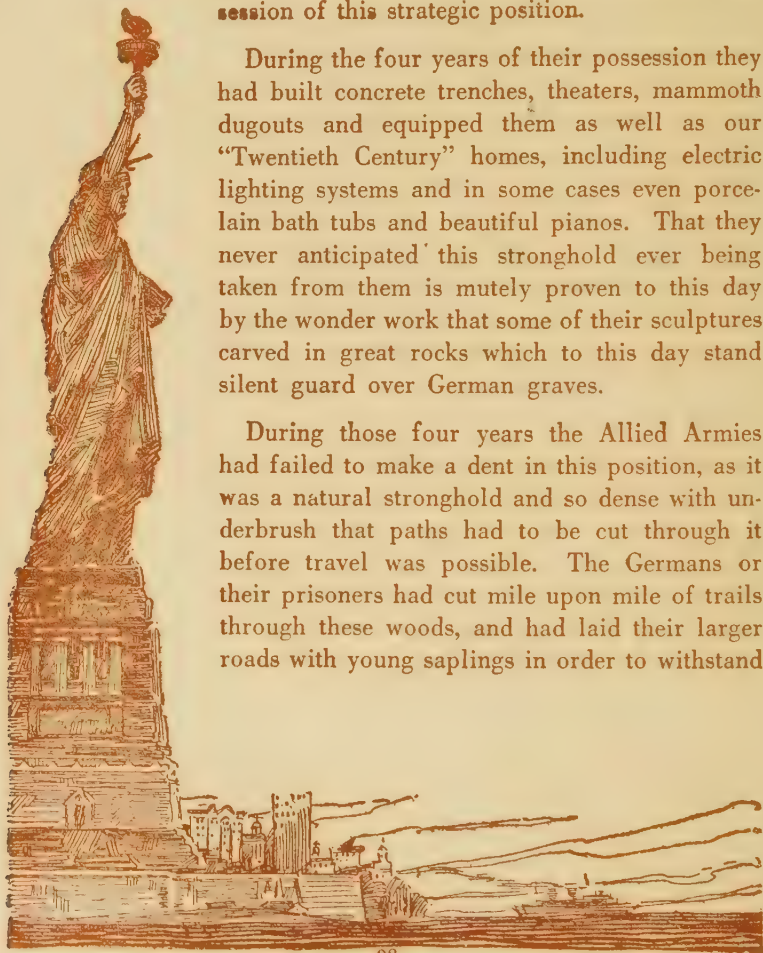 session of this strategic position.
During the four years of their possession they
had built concrete trenches, theaters, mammoth
dugouts and equipped them as well as our
“Twentieth Century” homes, including electric
lighting systems and in some cases even porce-
lain bath tubs and beautiful pianos. That they
never anticipated this stronghold ever being
taken from them is mutely proven to this day
by the wonder work that some of their sculptures
carved in great rocks which to this day stand
silent guard over German graves.
During those four years the Allied Armies
had failed to make a dent in this position, as it
was a natural stronghold and so dense with un-
derbrush that paths had to be cut through it
before travel was possible. The Germans or
their prisoners had cut mile upon mile of trails
through these woods, and had laid their larger
roads with young saplings in order to withstand